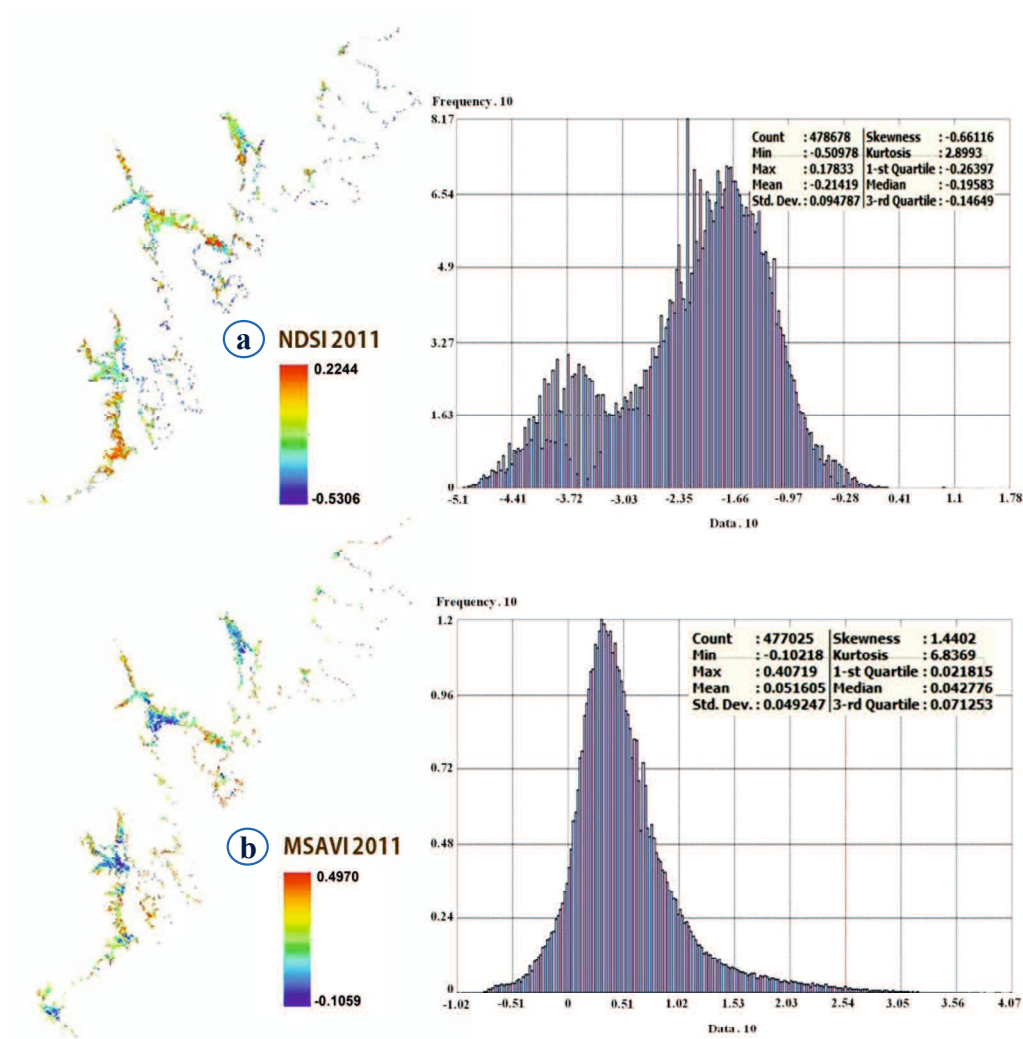 Frequency . 10
8.17
6.54
4.9
3.27
1.63
0
-5.1 -4.41 -3.72 -3.03 -2.35 -1.66 -0.97 -0.28 0.41 1.1 1.78
Data . 10
Count : 478678 Skewness : -0.66116
Min : -0.50978 Kurtosis : 2.8993
Max : 0.17833 1-st Quartile : -0.26397
Mean : -0.21419 Median : -0.19583
Std. Dev. : 0.094787 3-rd Quartile : -0.14649
a NDSI 2011
0.2244
-0.5306
Frequency . 10
1.2
0.96
0.72
0.48
0.24
0
-1.02 -0.51 0 0.51 1.02 1.53 2.03 2.54 3.05 3.56 4.07
Data . 10
Count : 477025 Skewness : 1.4402
Min : -0.10218 Kurtosis : 6.8369
Max : 0.40719 1-st Quartile : 0.021815
Mean : 0.051605 Median : 0.042776
Std. Dev. : 0.049247 3-rd Quartile : 0.071253
b MSAVI 2011
0.4970
-0.1059